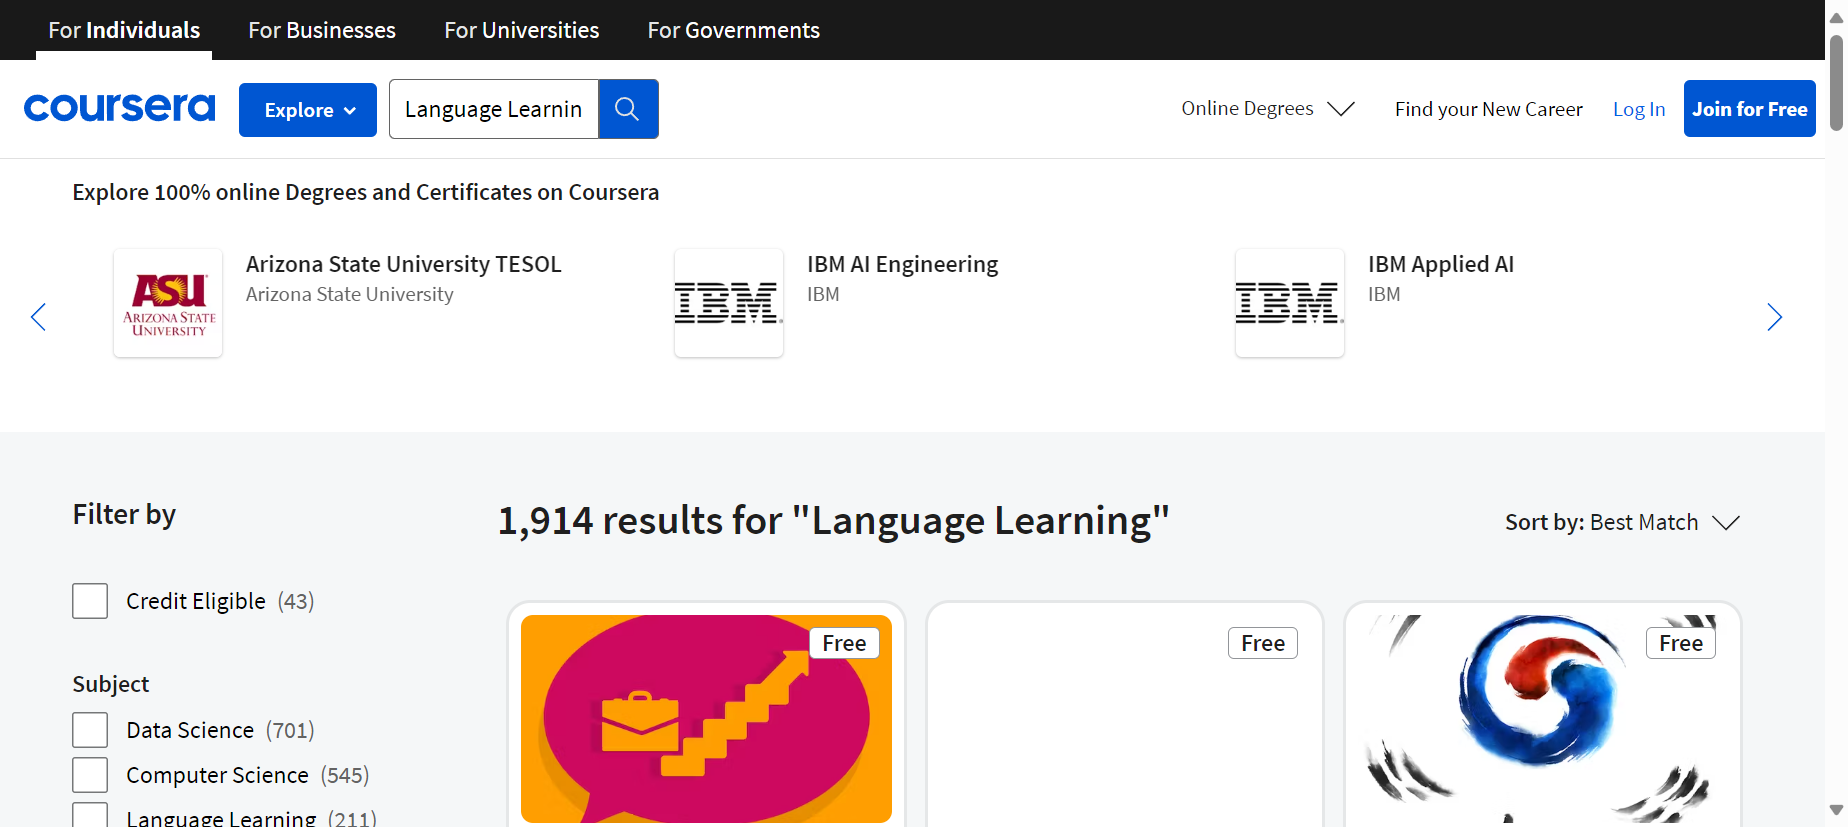 For Individuals
For Businesses
For Universities
For Governments
coursera
Explore
Language Learnin
Online Degrees
Find your New Career
Log In
Join for Free
Explore 100% online Degrees and Certificates on Coursera
ASU
ARIZONA STATE
UNIVERSITY
Arizona State University TESOL
Arizona State University
IBM
IBM AI Engineering
IBM
IBM
IBM Applied AI
IBM
Filter by
1,914 results for "Language Learning"
Sort by: Best Match
Credit Eligible (43)
Subject
Data Science (701)
Computer Science (545)
Language Learning (211)
Free
Free
Free